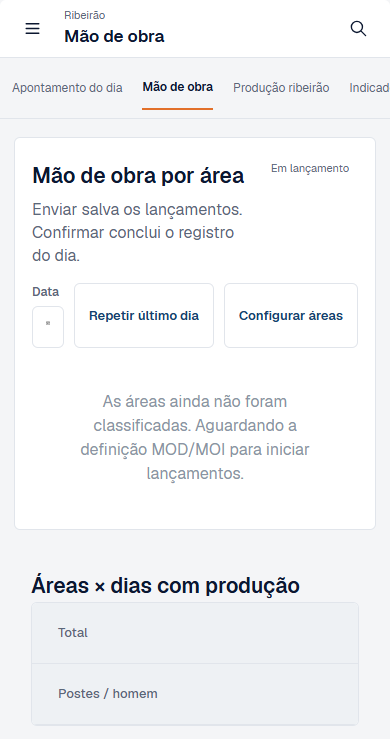 Ribeirão
Mão de obra
Apontamento do dia
Mão de obra
Produção ribeirão
Indicad
Mão de obra por área
Em lançamento
Enviar salva os lançamentos.
Confirmar conclui o registro
do dia.
Data
Repetir último dia
Configurar áreas
As áreas ainda não foram
classificadas. Aguardando a
definição MOD/MOI para iniciar
lançamentos.
Áreas × dias com produção
Total
Postes / homem